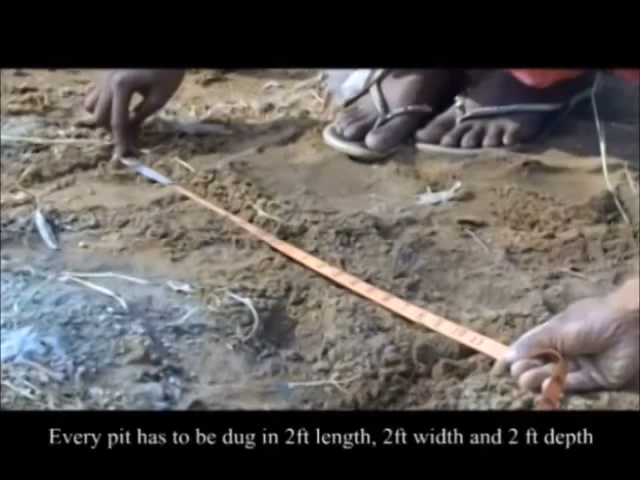 Every pit has to be dug in 2ft length, 2ft width and 2 ft depth